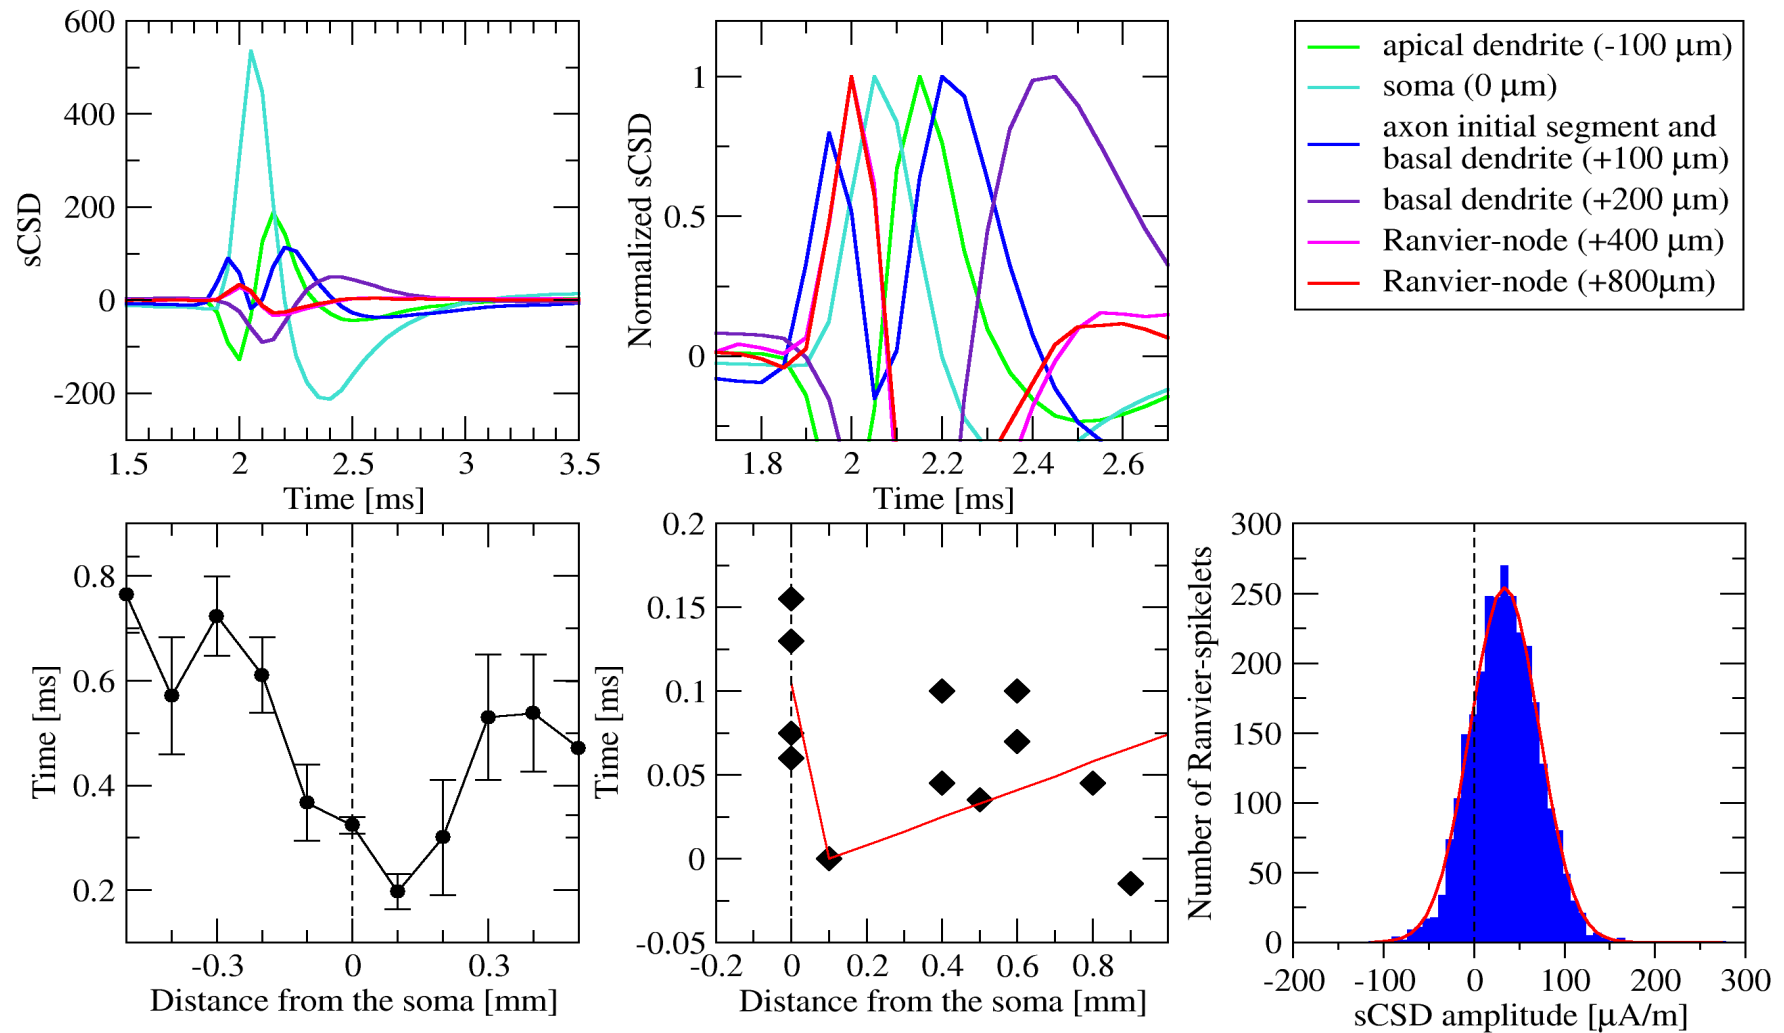 600
400
200
0
-200
sCSD
1.5
2
2.5
3
3.5
Time [ms]
1
0.5
0
Normalized sCSD
1.8
2
2.2
2.4
2.6
Time [ms]
apical dendrite (-100 μm)
soma (0 μm)
axon initial segment and
basal dendrite (+100 μm)
basal dendrite (+200 μm)
Ranvier-node (+400 μm)
Ranvier-node (+800μm)
0.8
0.6
0.4
0.2
Time [ms]
-0.3
0
0.3
Distance from the soma [mm]
0.2
0.15
0.1
0.05
0
-0.05
Time [ms]
-0.2
0
0.2
0.4
0.6
0.8
Distance from the soma [mm]
300
250
200
150
100
50
0
Number of Ranvier-spikelets
-200
-100
0
100
200
300
sCSD amplitude [μA/m]